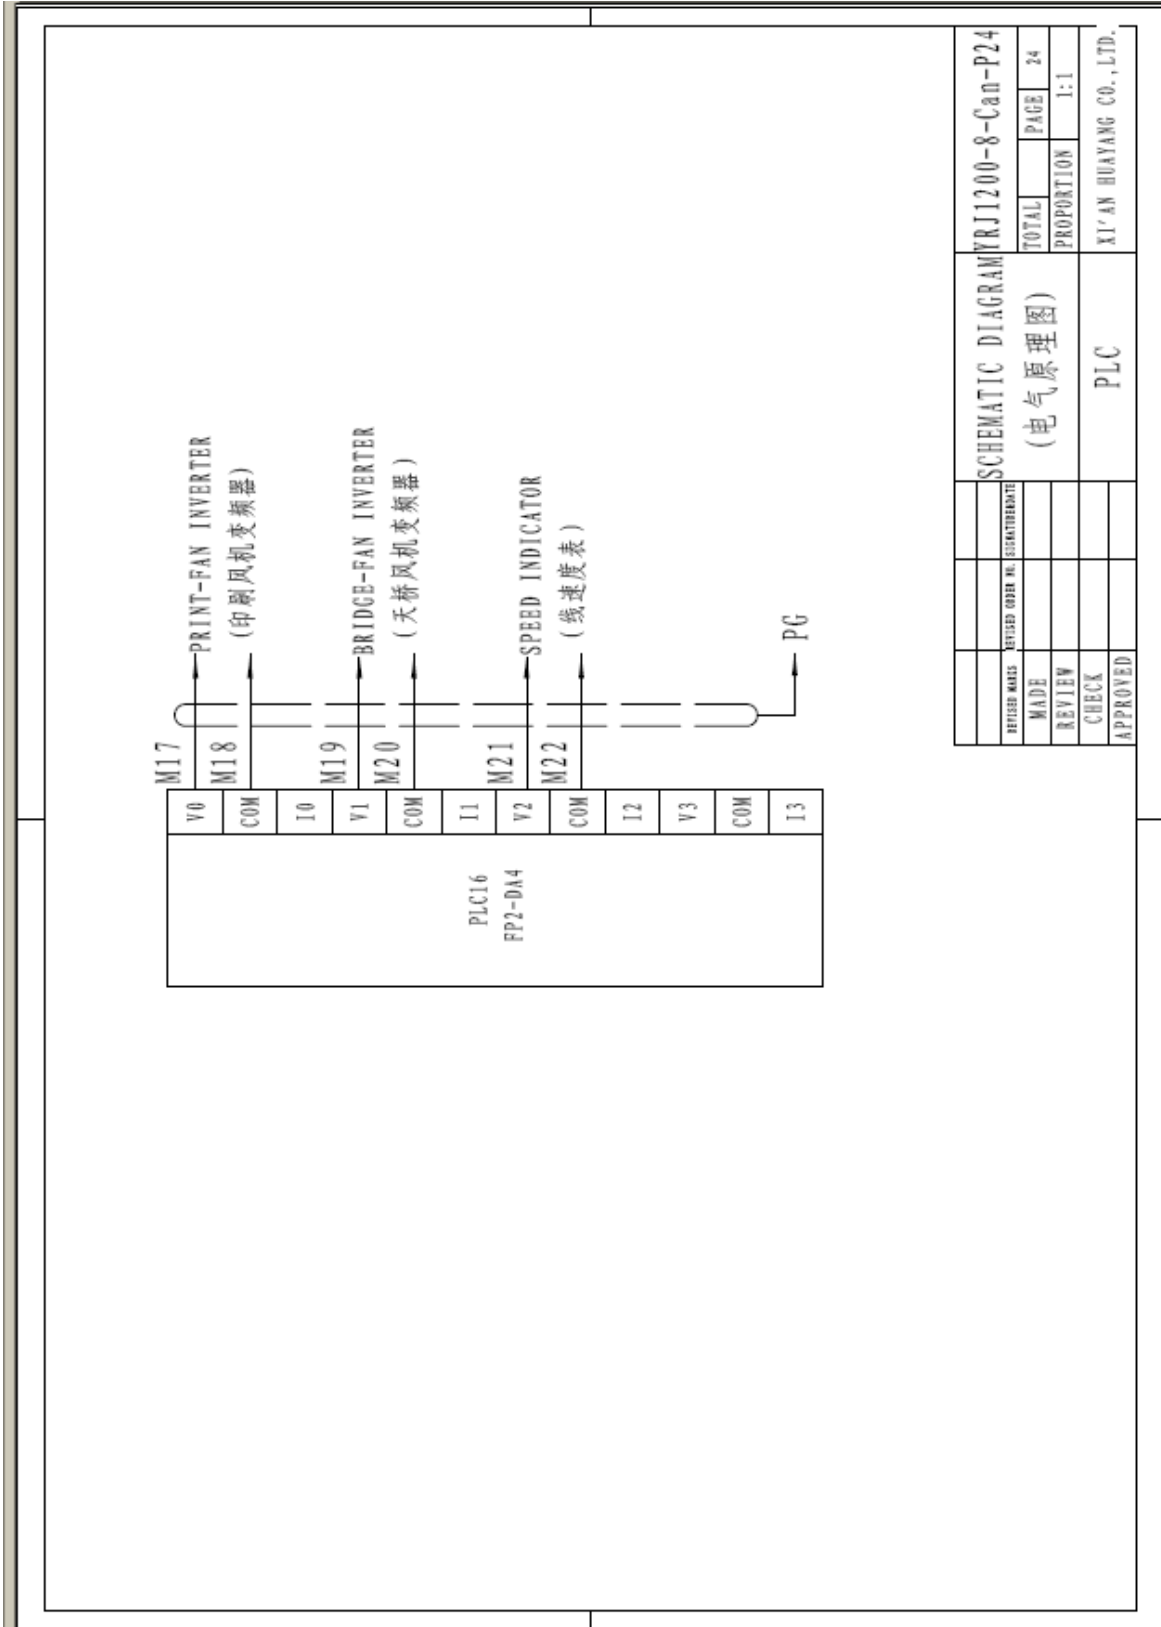 M17
PRINT-FAN INVERTER
M18
(印刷风机变频器)
M19
BRIDGE-FAN INVERTER
M20
(天桥风机变频器)
M21
SPEED INDICATOR
M22
(线速度表)
PG
V0
COM
I0
V1
COM
I1
V2
COM
I2
V3
COM
I3
PLC16
FP2-DA4
REVISED MARKS
REVISED ORDER NO.
MADE
REVIEW
CHECK
APPROVED
SCHEMATIC DIAGRAM
(电气原理图)
PLC
YRJ1200-8-Can-P24
TOTAL
PAGE
24
PROPORTION
1:1
XI'AN HUAYANG CO.,LTD.